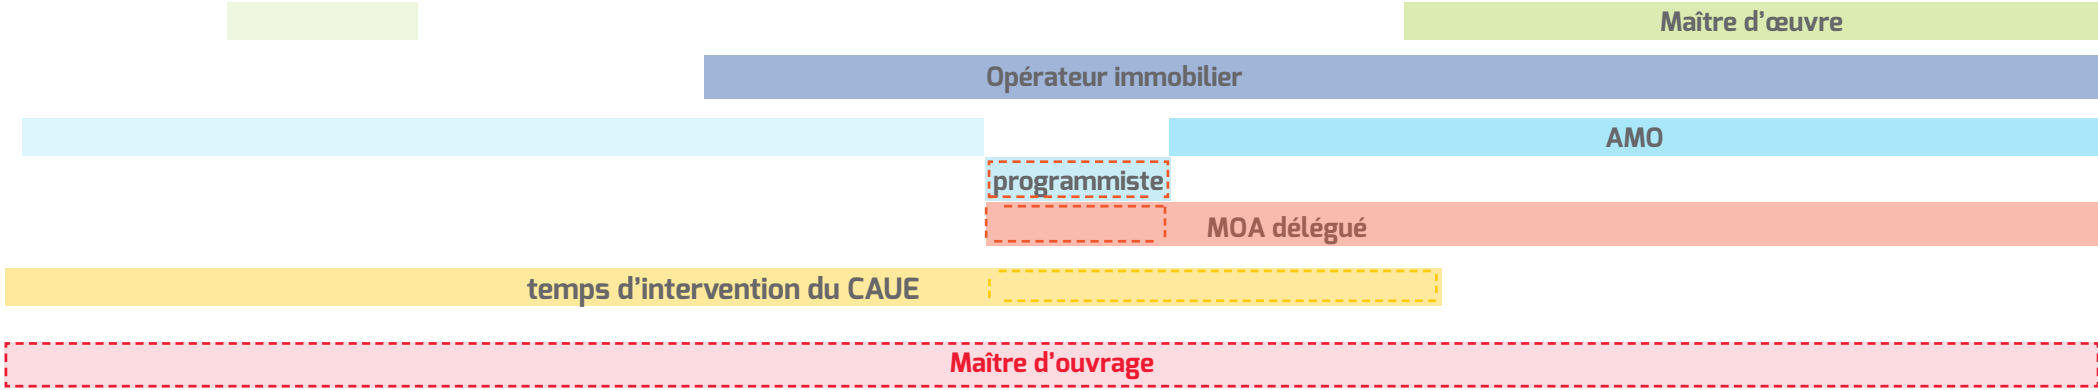 Maître d'œuvre
Opérateur immobilier
AMO
programmiste
MOA délégué
temps d'intervention du CAUE
Maître d'ouvrage